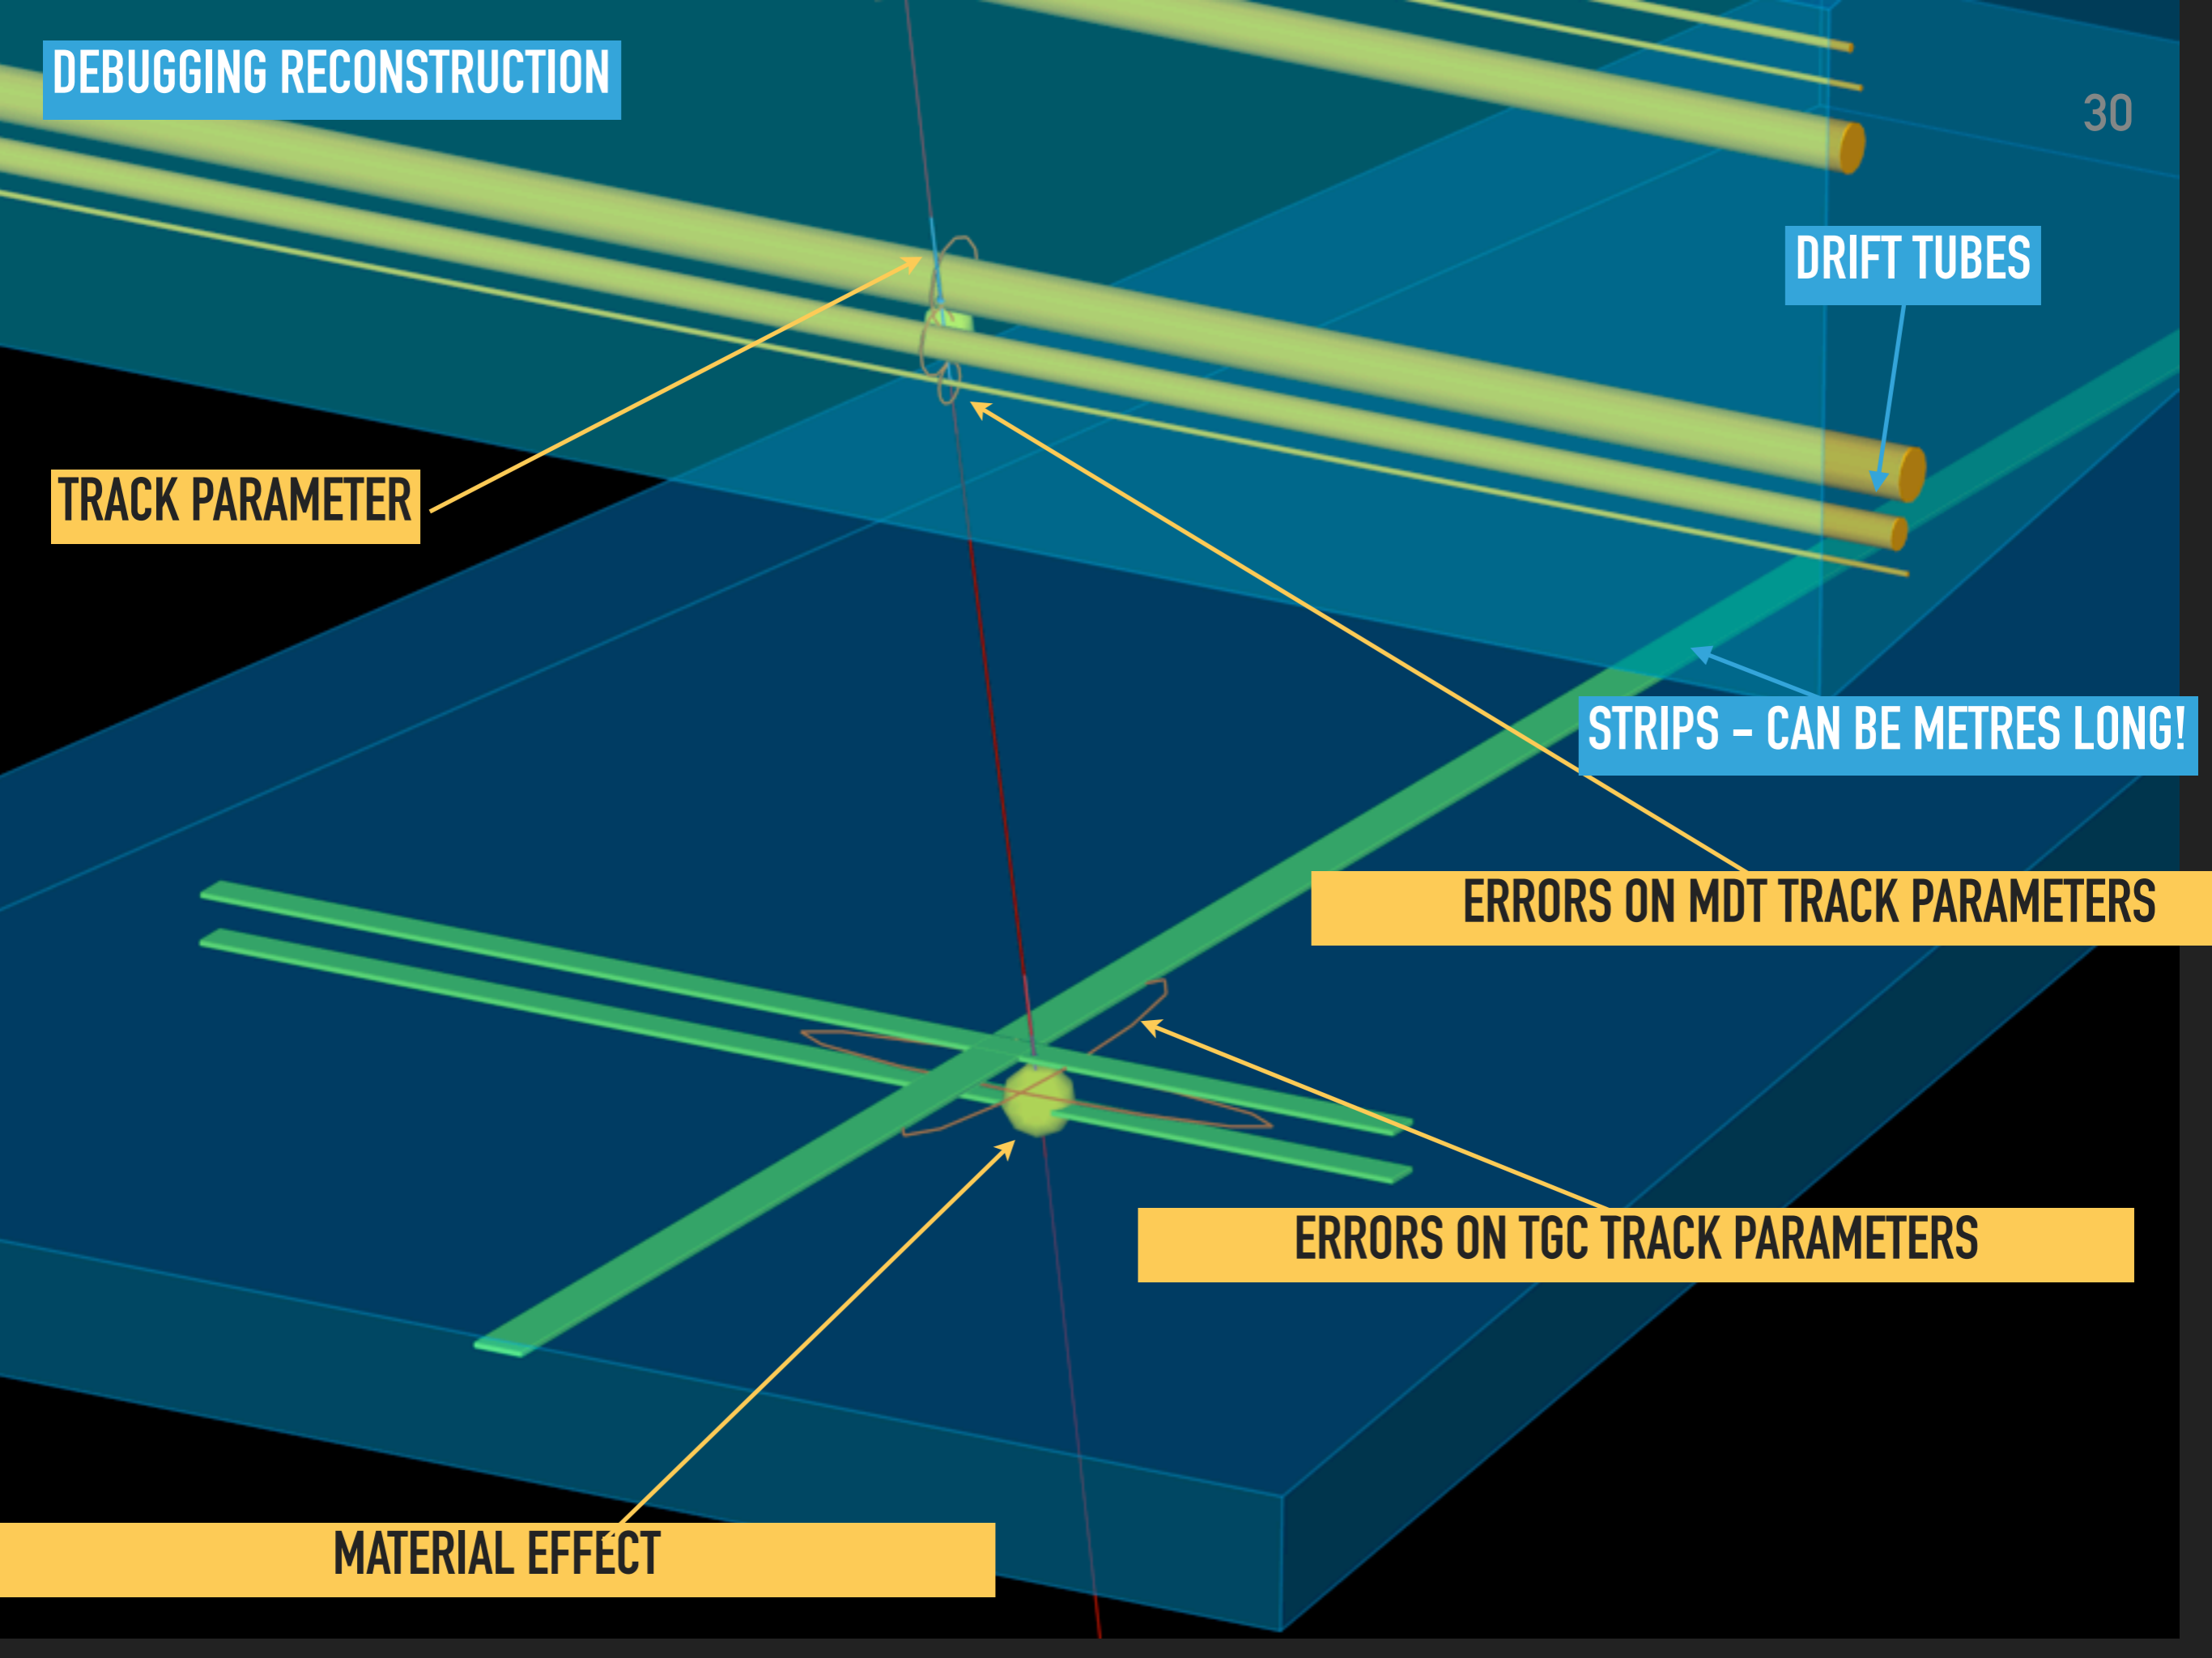 DEBUGGING RECONSTRUCTION
30
DRIFT TUBES
TRACK PARAMETER
STRIPS – CAN BE METRES LONG!
ERRORS ON MDT TRACK PARAMETERS
ERRORS ON TGC TRACK PARAMETERS
MATERIAL EFFECT